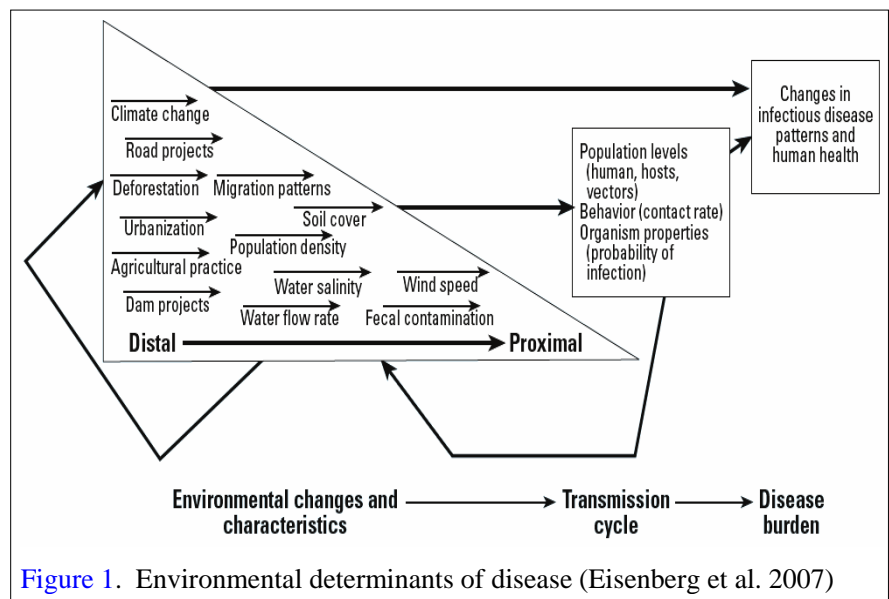 Climate change
Road projects
Deforestation
Migration patterns
Soil cover
Urbanization
Population density
Agricultural practice
Water salinity
Wind speed
Dam projects
Water flow rate
Fecal contamination
Distal
Proximal
Population levels
(human, hosts,
vectors)
Behavior (contact rate)
Organism properties
(probability of
infection)
Changes in
infectious disease
patterns and
human health
Environmental changes and
characteristics
Transmission
cycle
Disease
burden
Figure 1. Environmental determinants of disease (Eisenberg et al. 2007)